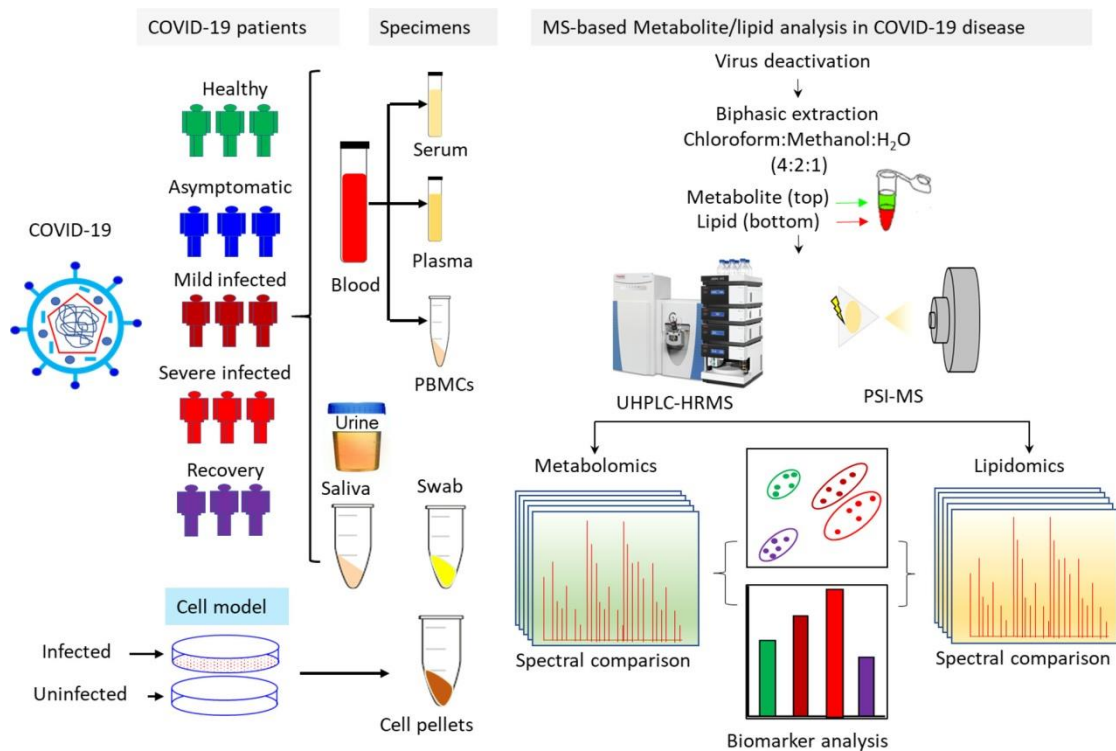 COVID-19 patients
Specimens
MS-based Metabolite/lipid analysis in COVID-19 disease
COVID-19
Healthy
Asymptomatic
Mild infected
Severe infected
Recovery
Blood
Serum
Plasma
PBMCs
Urine
Saliva
Swab
Cell model
Infected
Uninfected
Cell pellets
Virus deactivation
Biphasic extraction
Chloroform:Methanol:H₂O
(4:2:1)
Metabolite (top)
Lipid (bottom)
UHPLC-HRMS
PSI-MS
Metabolomics
Spectral comparison
Lipidomics
Spectral comparison
Biomarker analysis